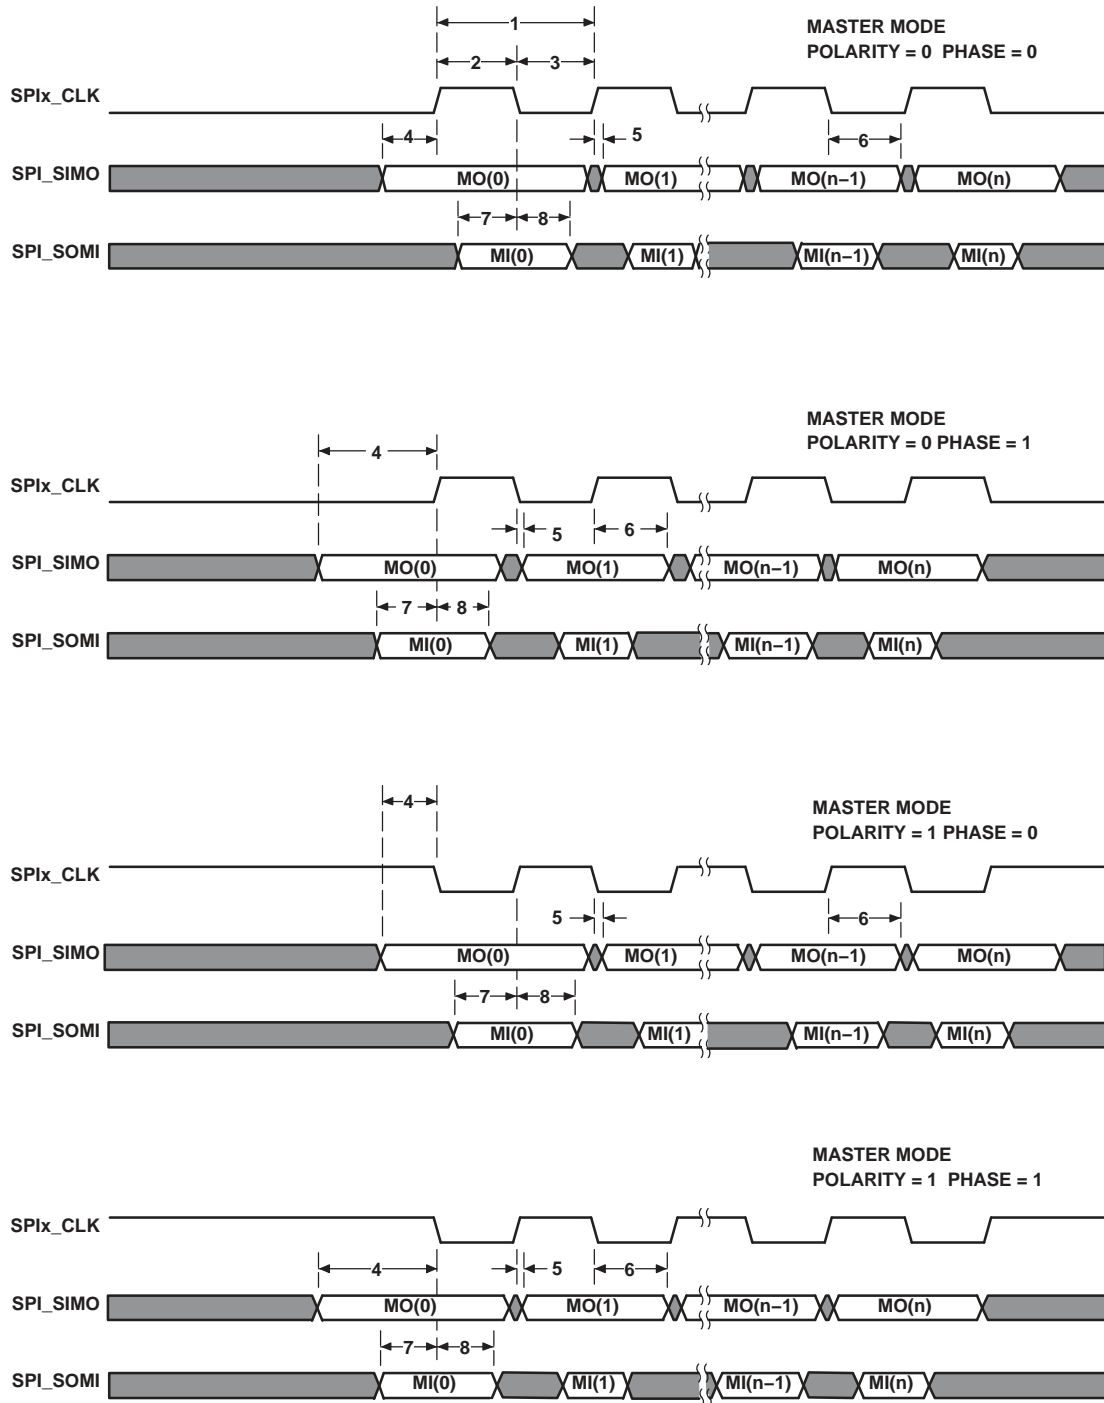 1
MASTER MODE
POLARITY = 0 PHASE = 0
2 3
SPIx_CLK
4 5 6
SPI_SIMO MO(0) MO(1) MO(n−1) MO(n)
7 8
SPI_SOMI MI(0) MI(1) MI(n−1) MI(n)
MASTER MODE
POLARITY = 0 PHASE = 1
4
SPIx_CLK
5 6
SPI_SIMO MO(0) MO(1) MO(n−1) MO(n)
7 8
SPI_SOMI MI(0) MI(1) MI(n−1) MI(n)
4
MASTER MODE
POLARITY = 1 PHASE = 0
SPIx_CLK
5 6
SPI_SIMO MO(0) MO(1) MO(n−1) MO(n)
7 8
SPI_SOMI MI(0) MI(1) MI(n−1) MI(n)
MASTER MODE
POLARITY = 1 PHASE = 1
SPIx_CLK
4 5 6
SPI_SIMO MO(0) MO(1) MO(n−1) MO(n)
7 8
SPI_SOMI MI(0) MI(1) MI(n−1) MI(n)